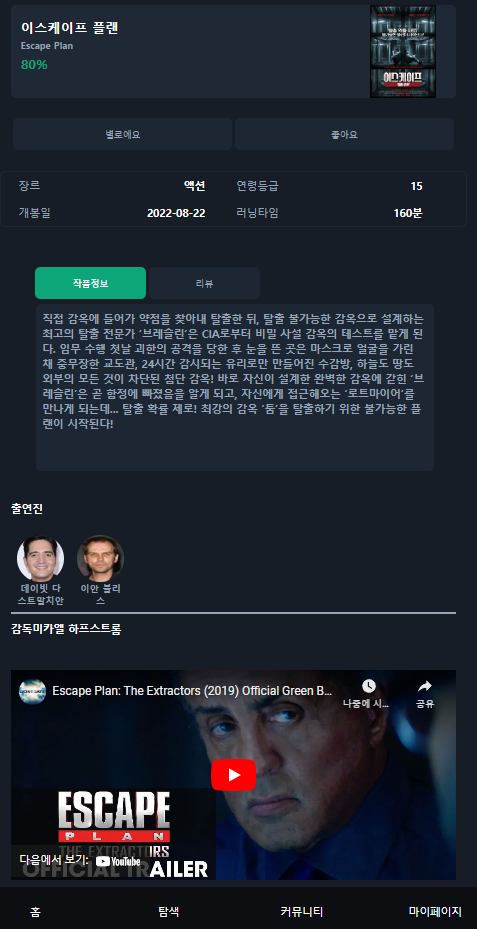 이스케이프 플랜
Escape Plan
80%
이스케이프
별로에요
좋아요
장르 액션 연령등급 15
개봉일 2022-08-22 러닝타임 160분
작품정보
리뷰
직접 감옥에 들어가 약점을 찾아내 탈출한 뒤, 탈출 불가능한 감옥으로 설계하는
최고의 탈출 전문가 ‘브레슬린’은 CIA로부터 비밀 사설 감옥의 테스트를 맡게 된
다. 임무 수행 첫날 괴한의 공격을 당한 후 눈을 뜬 곳은 마스크로 얼굴을 가린
채 중무장한 교도관, 24시간 감시되는 유리로만 만들어진 수감방, 하늘도 땅도
외부의 모든 것이 차단된 첨단 감옥! 바로 자신이 설계한 완벽한 감옥에 갇힌 ‘브
레슬린’은 곧 함정에 빠졌음을 알게 되고, 자신에게 접근해오는 ‘로트마이어’를
만나게 되는데... 탈출 확률 제로! 최강의 감옥 ‘툼’을 탈출하기 위한 불가능한 플
랜이 시작된다!
출연진
데이빗 다
스트말치안
이안 블리
스
감독미카엘 하프스트롬
Escape Plan: The Extractors (2019) Official Green B...
나중에 시...
공유
ESCAPE
PLAN
THE EXTRACTORS
OFFICIAL TRAILER
다음에서 보기: YouTube
홈
탐색
커뮤니티
마이페이지